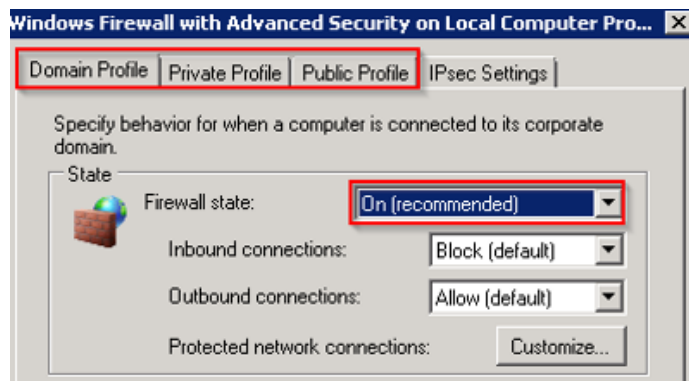 Windows Firewall with Advanced Security on Local Computer Pro...
Domain Profile Private Profile Public Profile IPsec Settings
Specify behavior for when a computer is connected to its corporate
domain.
State
Firewall state: On (recommended)
Inbound connections: Block (default)
Outbound connections: Allow (default)
Protected network connections: Customize...